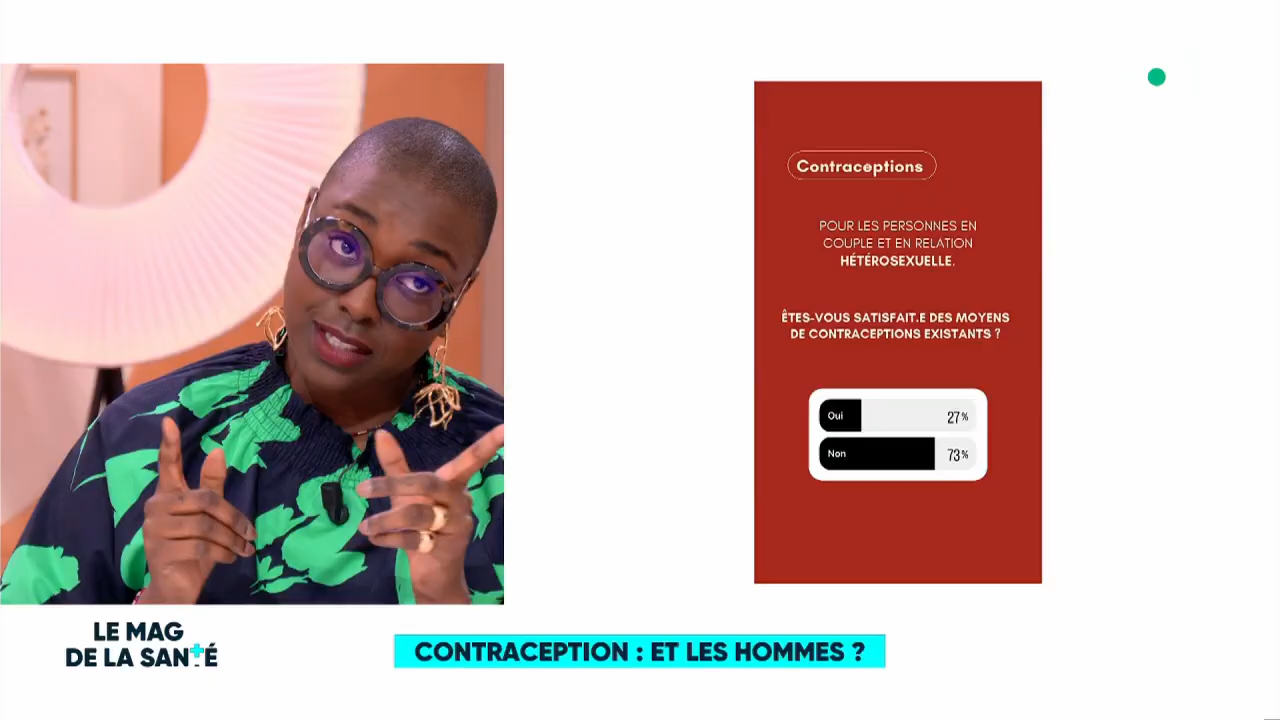 Contraceptions
POUR LES PERSONNES EN
COUPLE ET EN RELATION
HÉTÉROSEXUELLE.
ÊTES-VOUS SATISFAIT.E DES MOYENS
DE CONTRACEPTIONS EXISTANTS ?
Oui 27%
Non 73%
LE MAG
DE LA SANTÉ
CONTRACEPTION : ET LES HOMMES ?